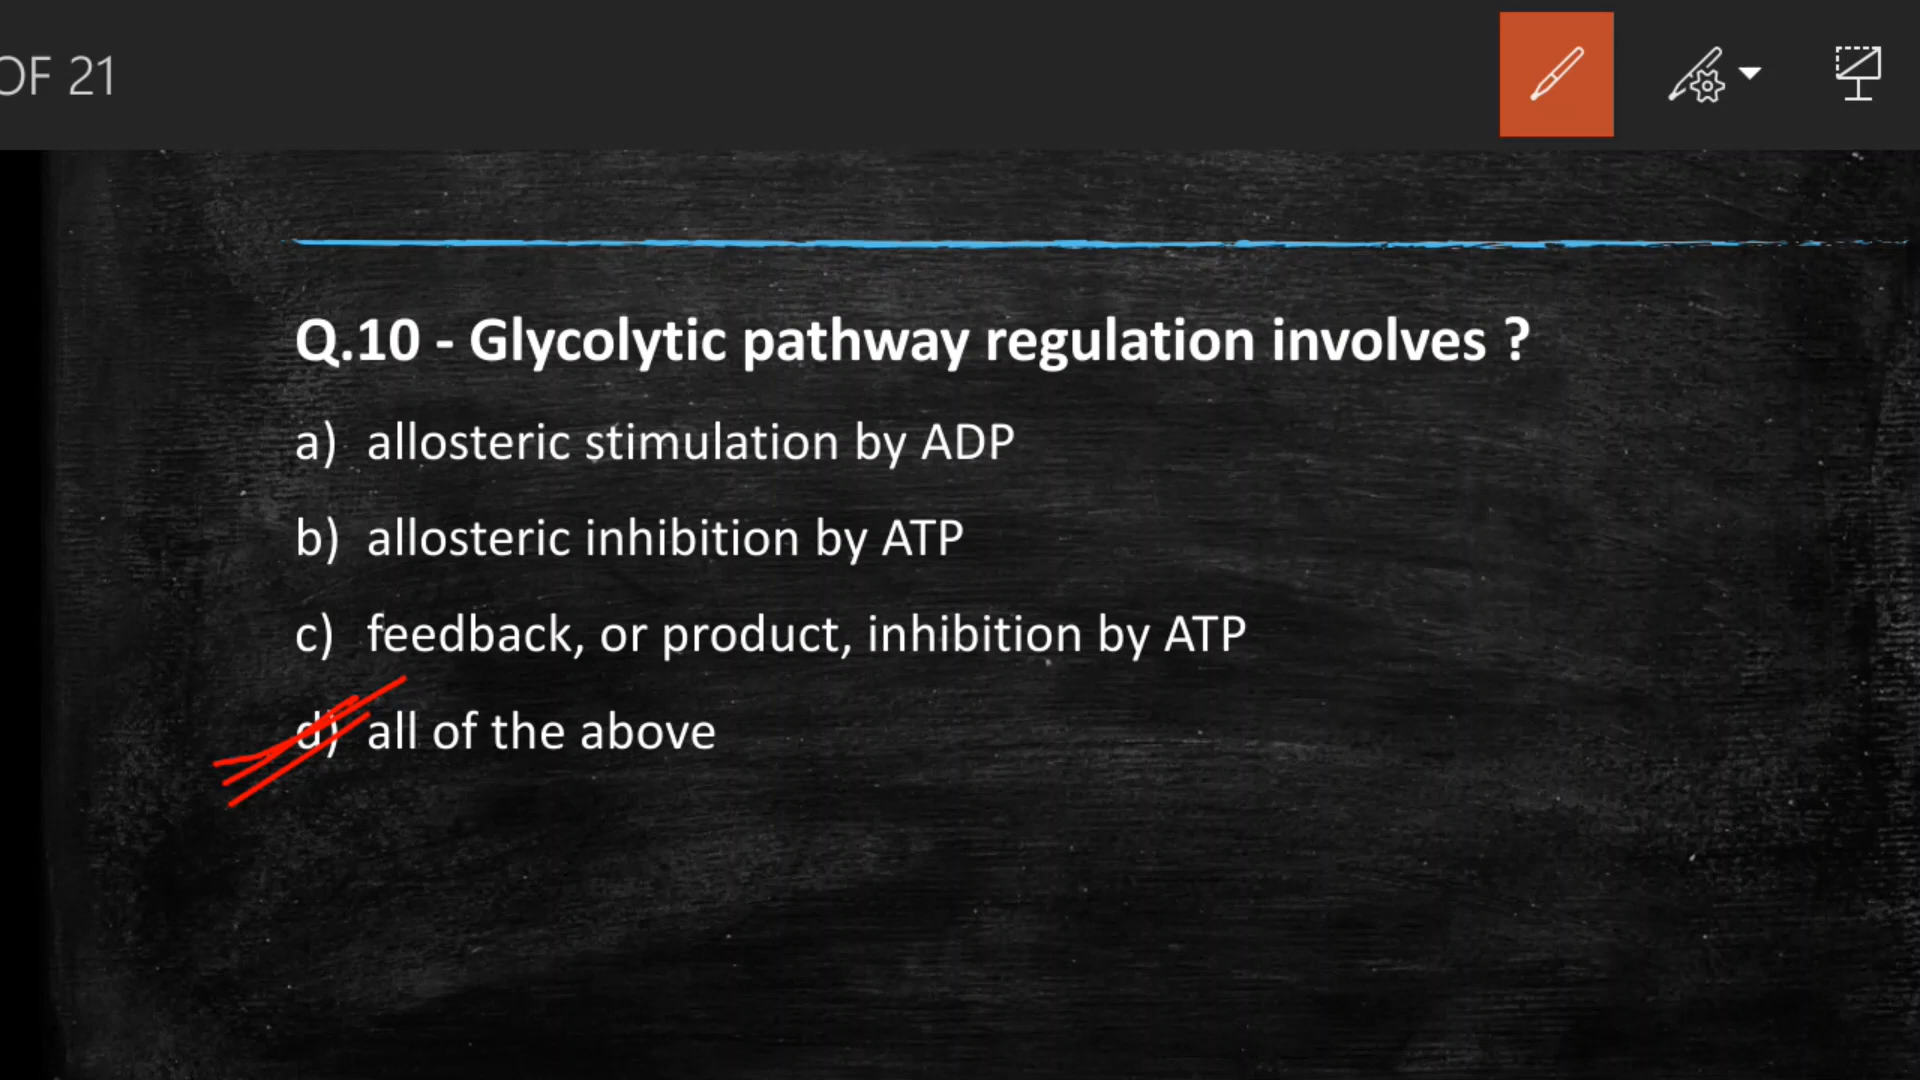 OF 21
Q.10 - Glycolytic pathway regulation involves ?
a) allosteric stimulation by ADP
b) allosteric inhibition by ATP
c) feedback, or product, inhibition by ATP
d) all of the above